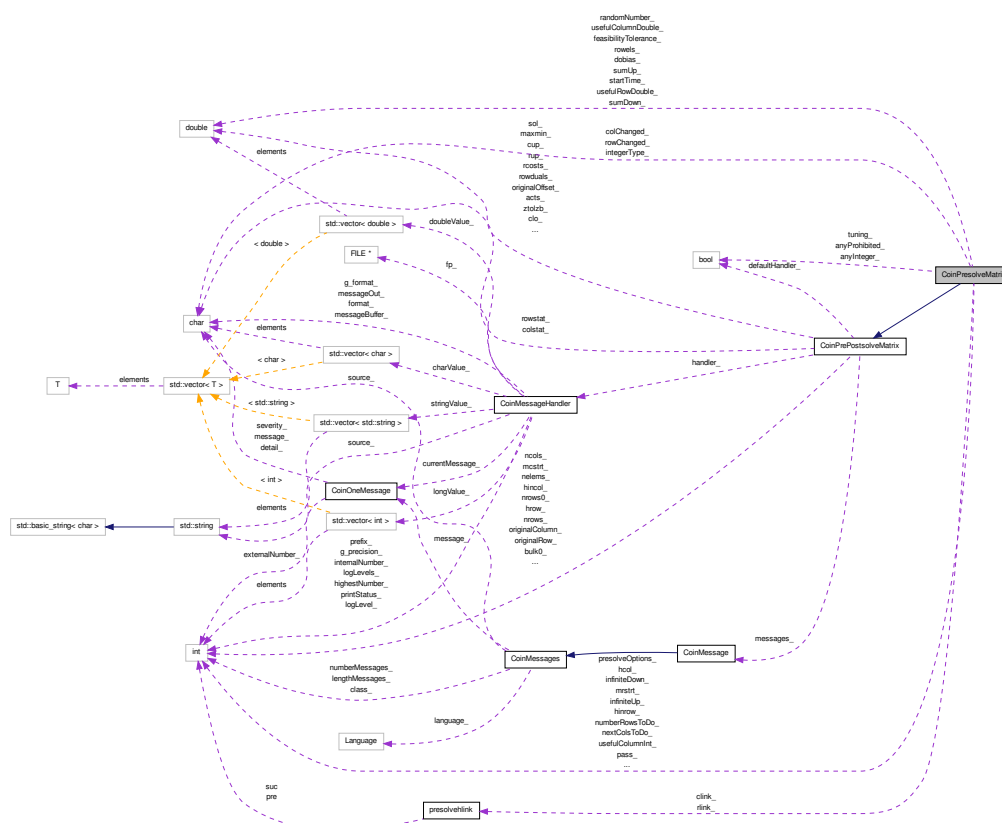 randomNumber_
usefulColumnDouble_
feasibilityTolerance_
rowels_
dobias_
sumUp_
startTime_
usefulRowDouble_
sumDown_
double
sol_
maxmin_
cup_
rup_
rcosts_
rowduals_
originalOffset_
acts_
ztolzb_
clo_
...
colChanged_
rowChanged_
integerType_
elements
std::vector< double >
doubleValue_
tuning_
anyProhibited_
anyInteger_
< double >
FILE *
bool
defaultHandler_
fp_
CoinPresolveMatrix
g_format_
messageOut_
format_
messageBuffer_
char
rowstat_
colstat_
elements
CoinPrePostsolveMatrix
std::vector< char >
< char >
handler_
charValue_
T
elements
std::vector< T >
source_
CoinMessageHandler
< std::string >
stringValue_
std::vector< std::string >
severity_
message_
detail_
source_
ncols_
mcstrt_
nelems_
hincol_
nrows0_
hrow_
nrows_
originalColumn_
originalRow_
bulk0_
...
currentMessage_
< int >
CoinOneMessage
longValue_
elements
std::vector< int >
std::basic_string< char >
std::string
message_
prefix_
g_precision_
internalNumber_
logLevels_
highestNumber_
printStatus_
logLevel_
externalNumber_
elements
messages_
int
CoinMessages
CoinMessage
numberMessages_
lengthMessages_
class_
presolveOptions_
hcol_
infiniteDown_
mrstrt_
infiniteUp_
hinrow_
numberRowsToDo_
nextColsToDo_
usefulColumnInt_
pass_
...
language_
Language
suc
pre
presolvehlink
clink_
rlink_